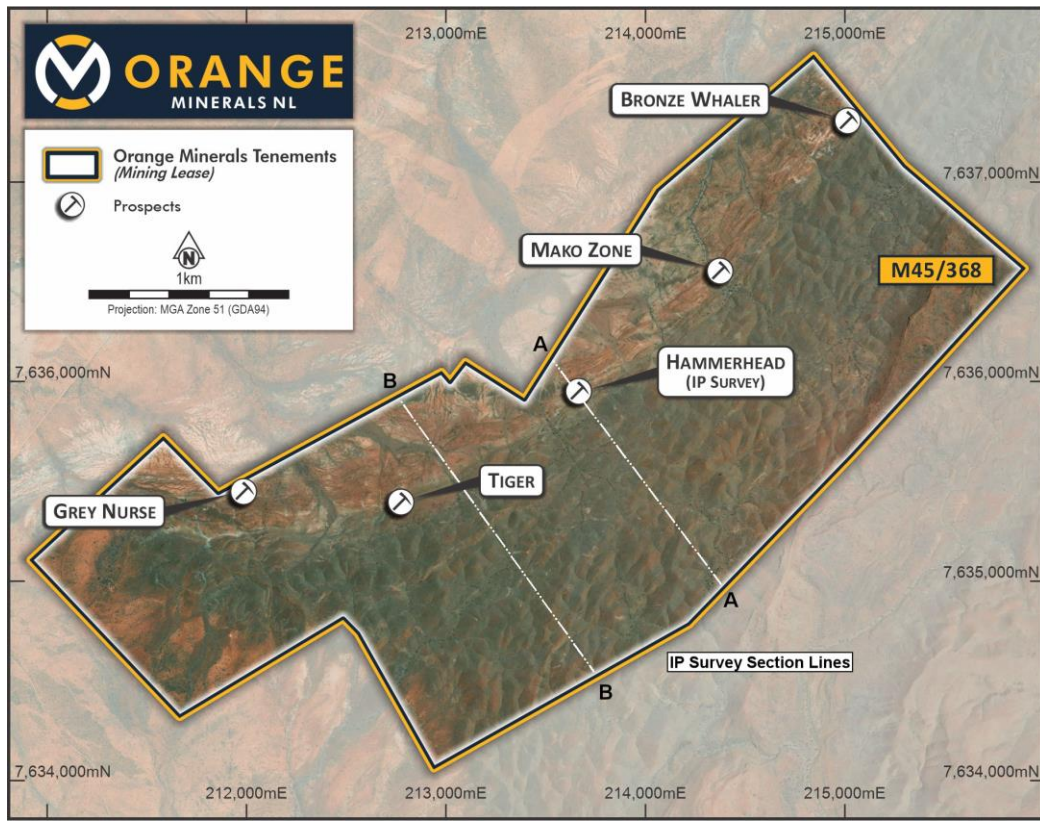 213,000mE
214,000mE
215,000mE
ORANGE
MINERALS NL
Orange Minerals Tenements
(Mining Lease)
Prospects
N
1km
Projection: MGA Zone 51 (GDA94)
BRONZE WHALER
7,637,000mN
MAKO ZONE
M45/368
A
HAMMERHEAD
(IP SURVEY)
7,636,000mN
7,636,000mN
B
TIGER
GREY NURSE
7,635,000mN
A
IP Survey Section Lines
B
7,634,000mN
7,634,000mN
212,000mE
213,000mE
214,000mE
215,000mE